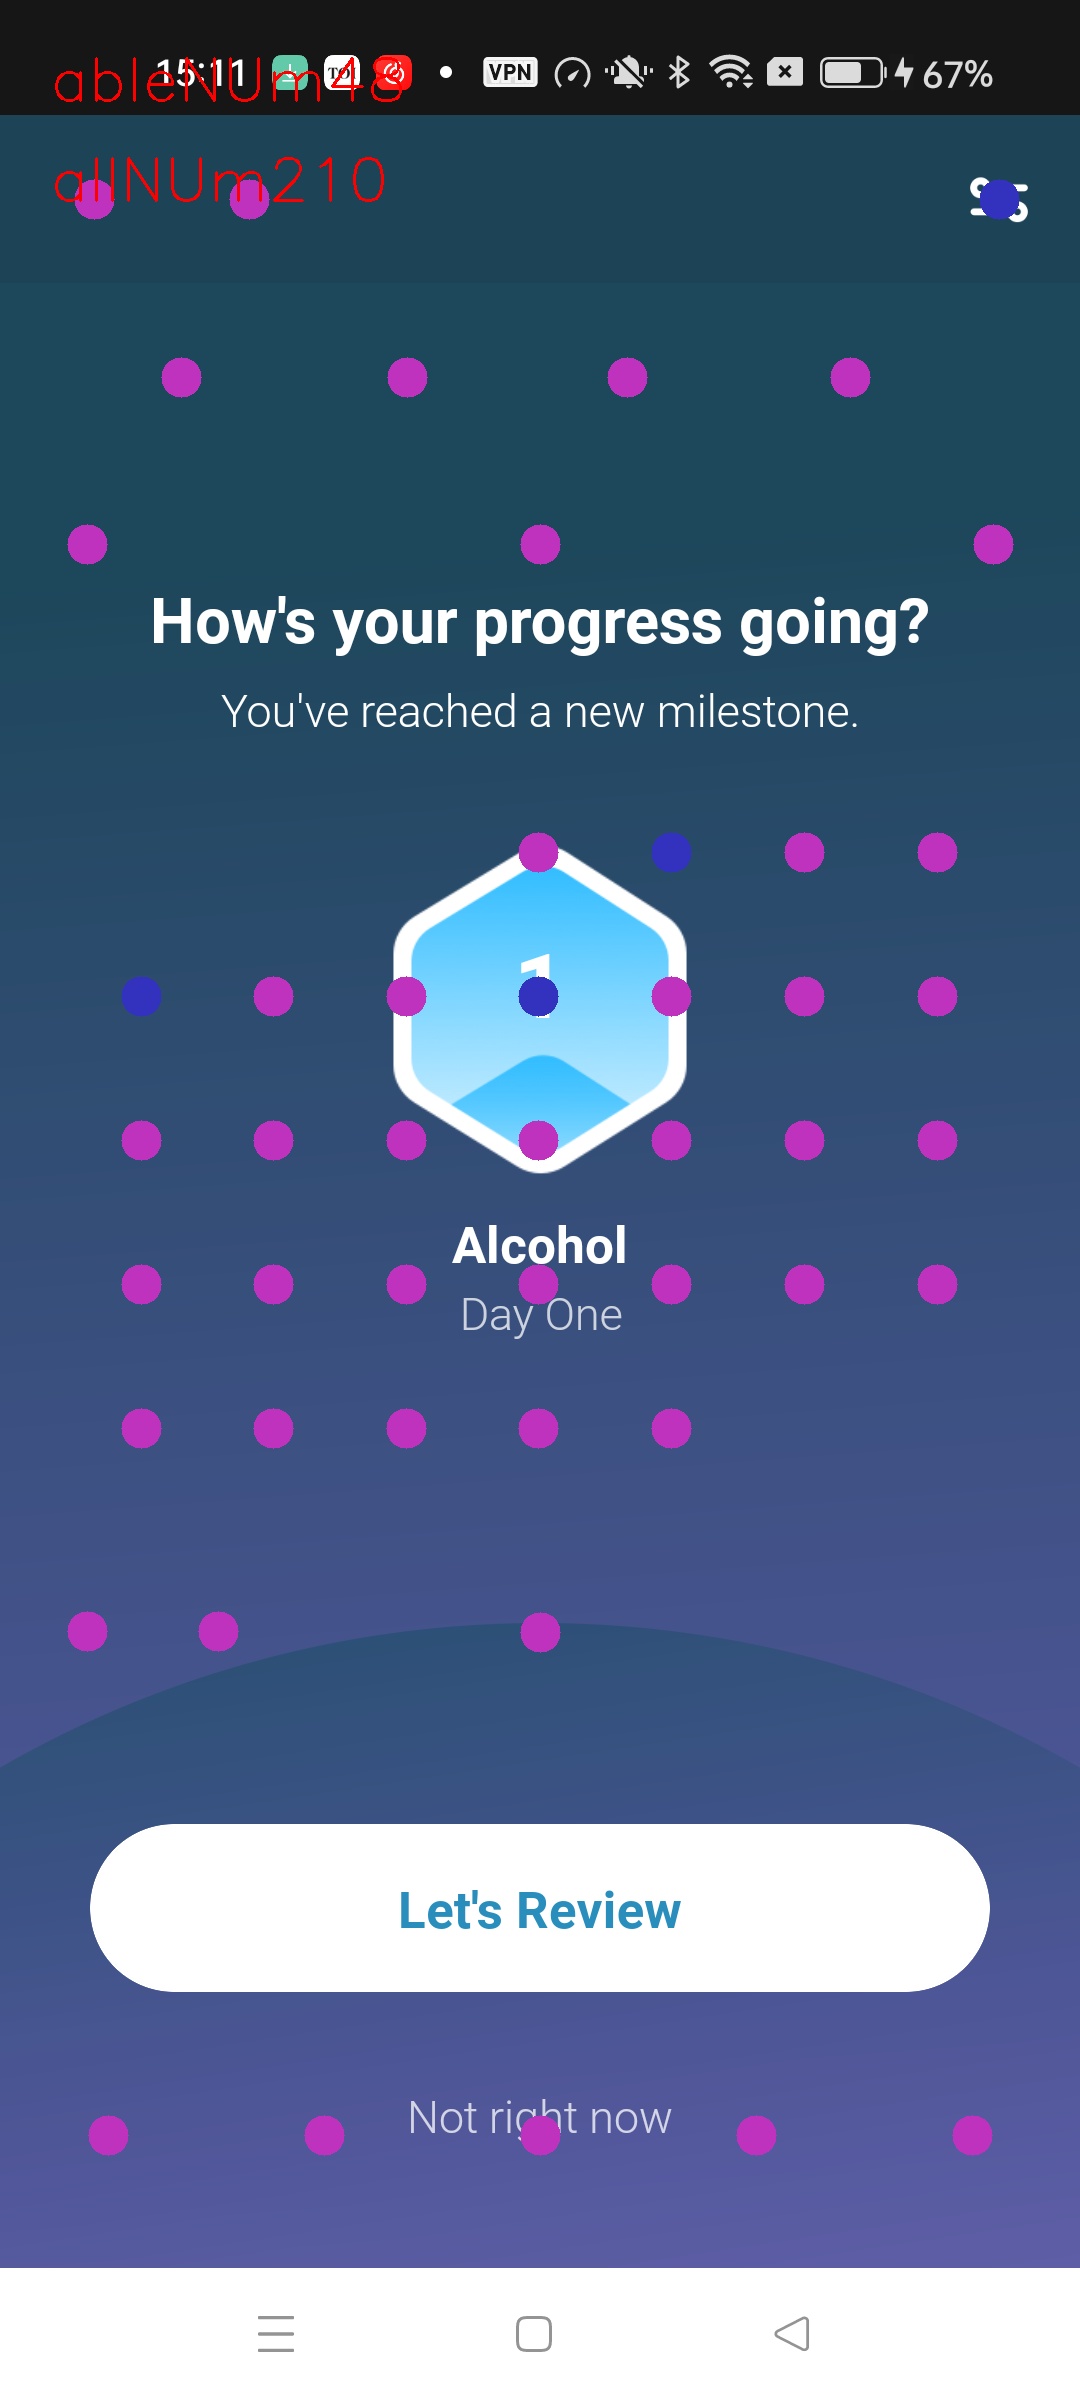 15:11 TOI VPN 67%
ableNUm48
allNUm210
How's your progress going?
You've reached a new milestone.
1
Alcohol
Day One
Let's Review
Not right now